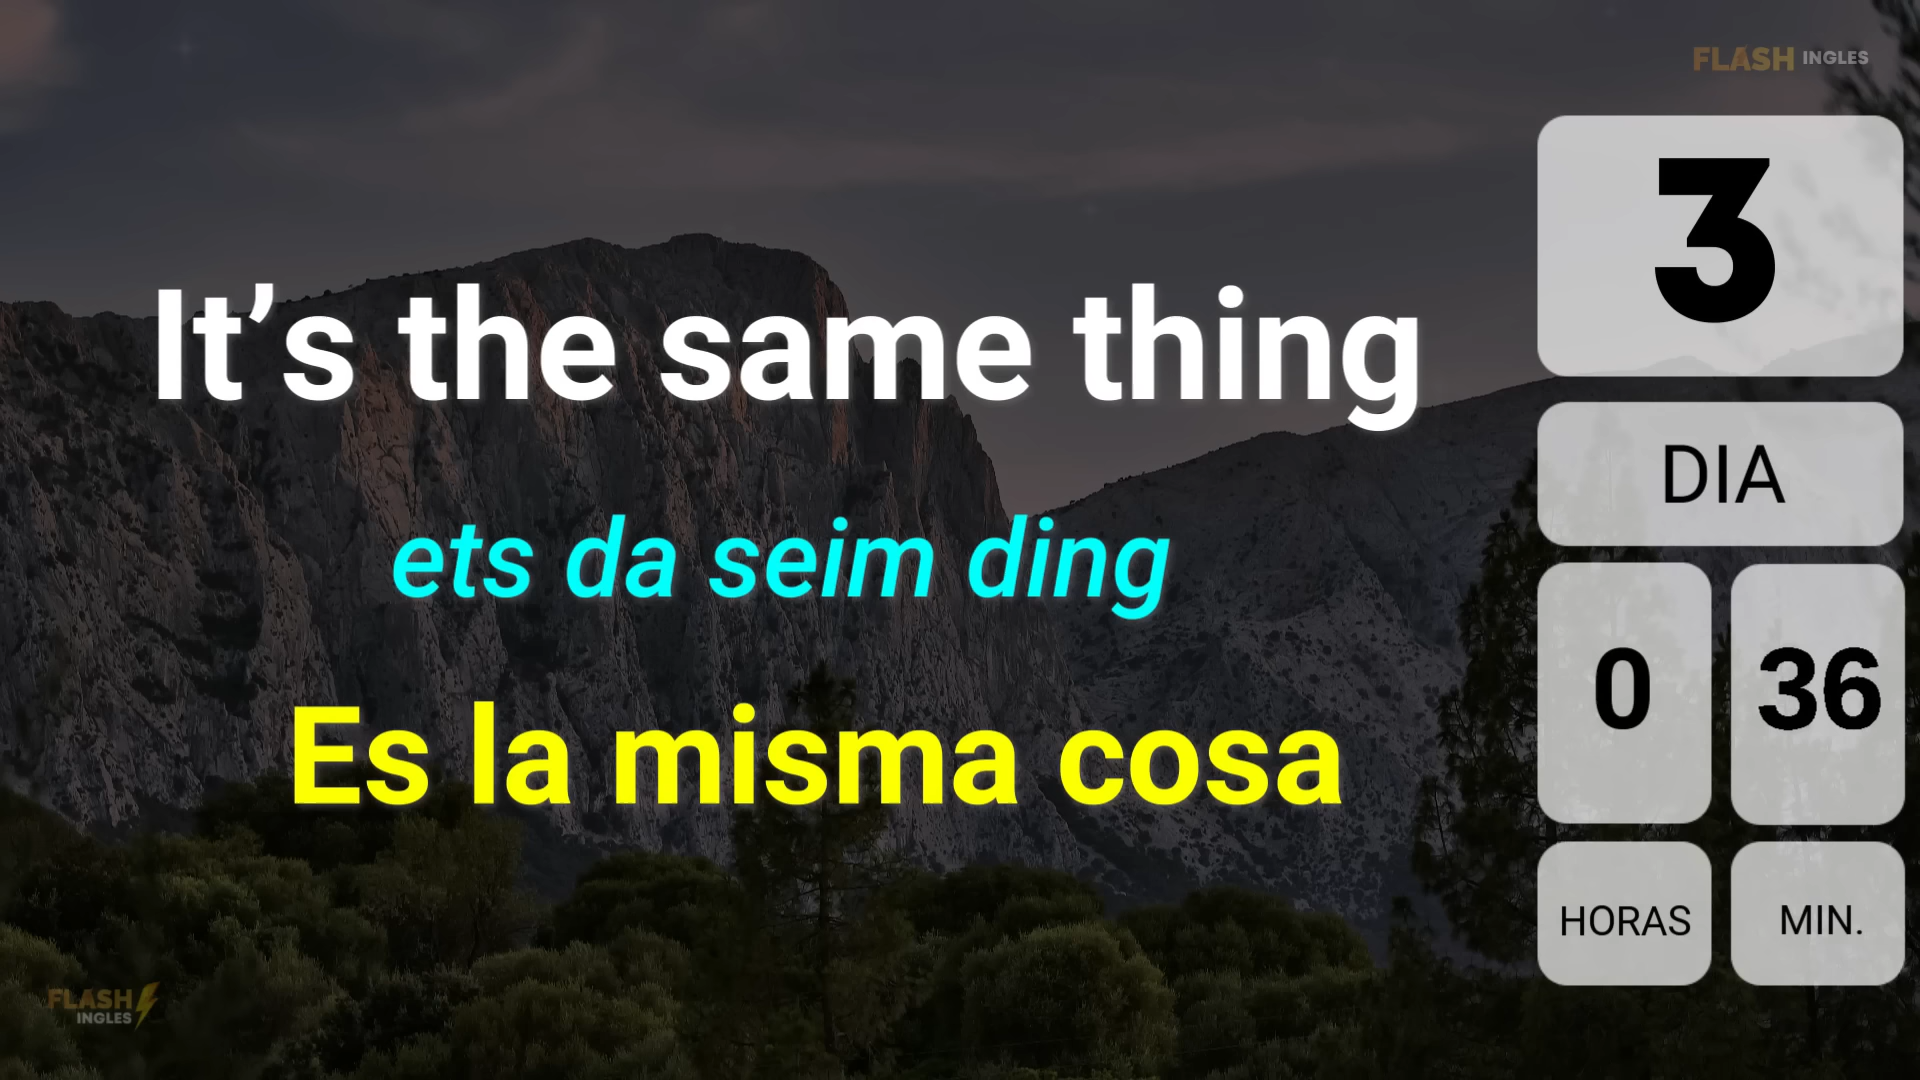 FLASH INGLES
3
DIA
It’s the same thing
ets da seim ding
Es la misma cosa
0 36
HORAS MIN.
FLASH
INGLES